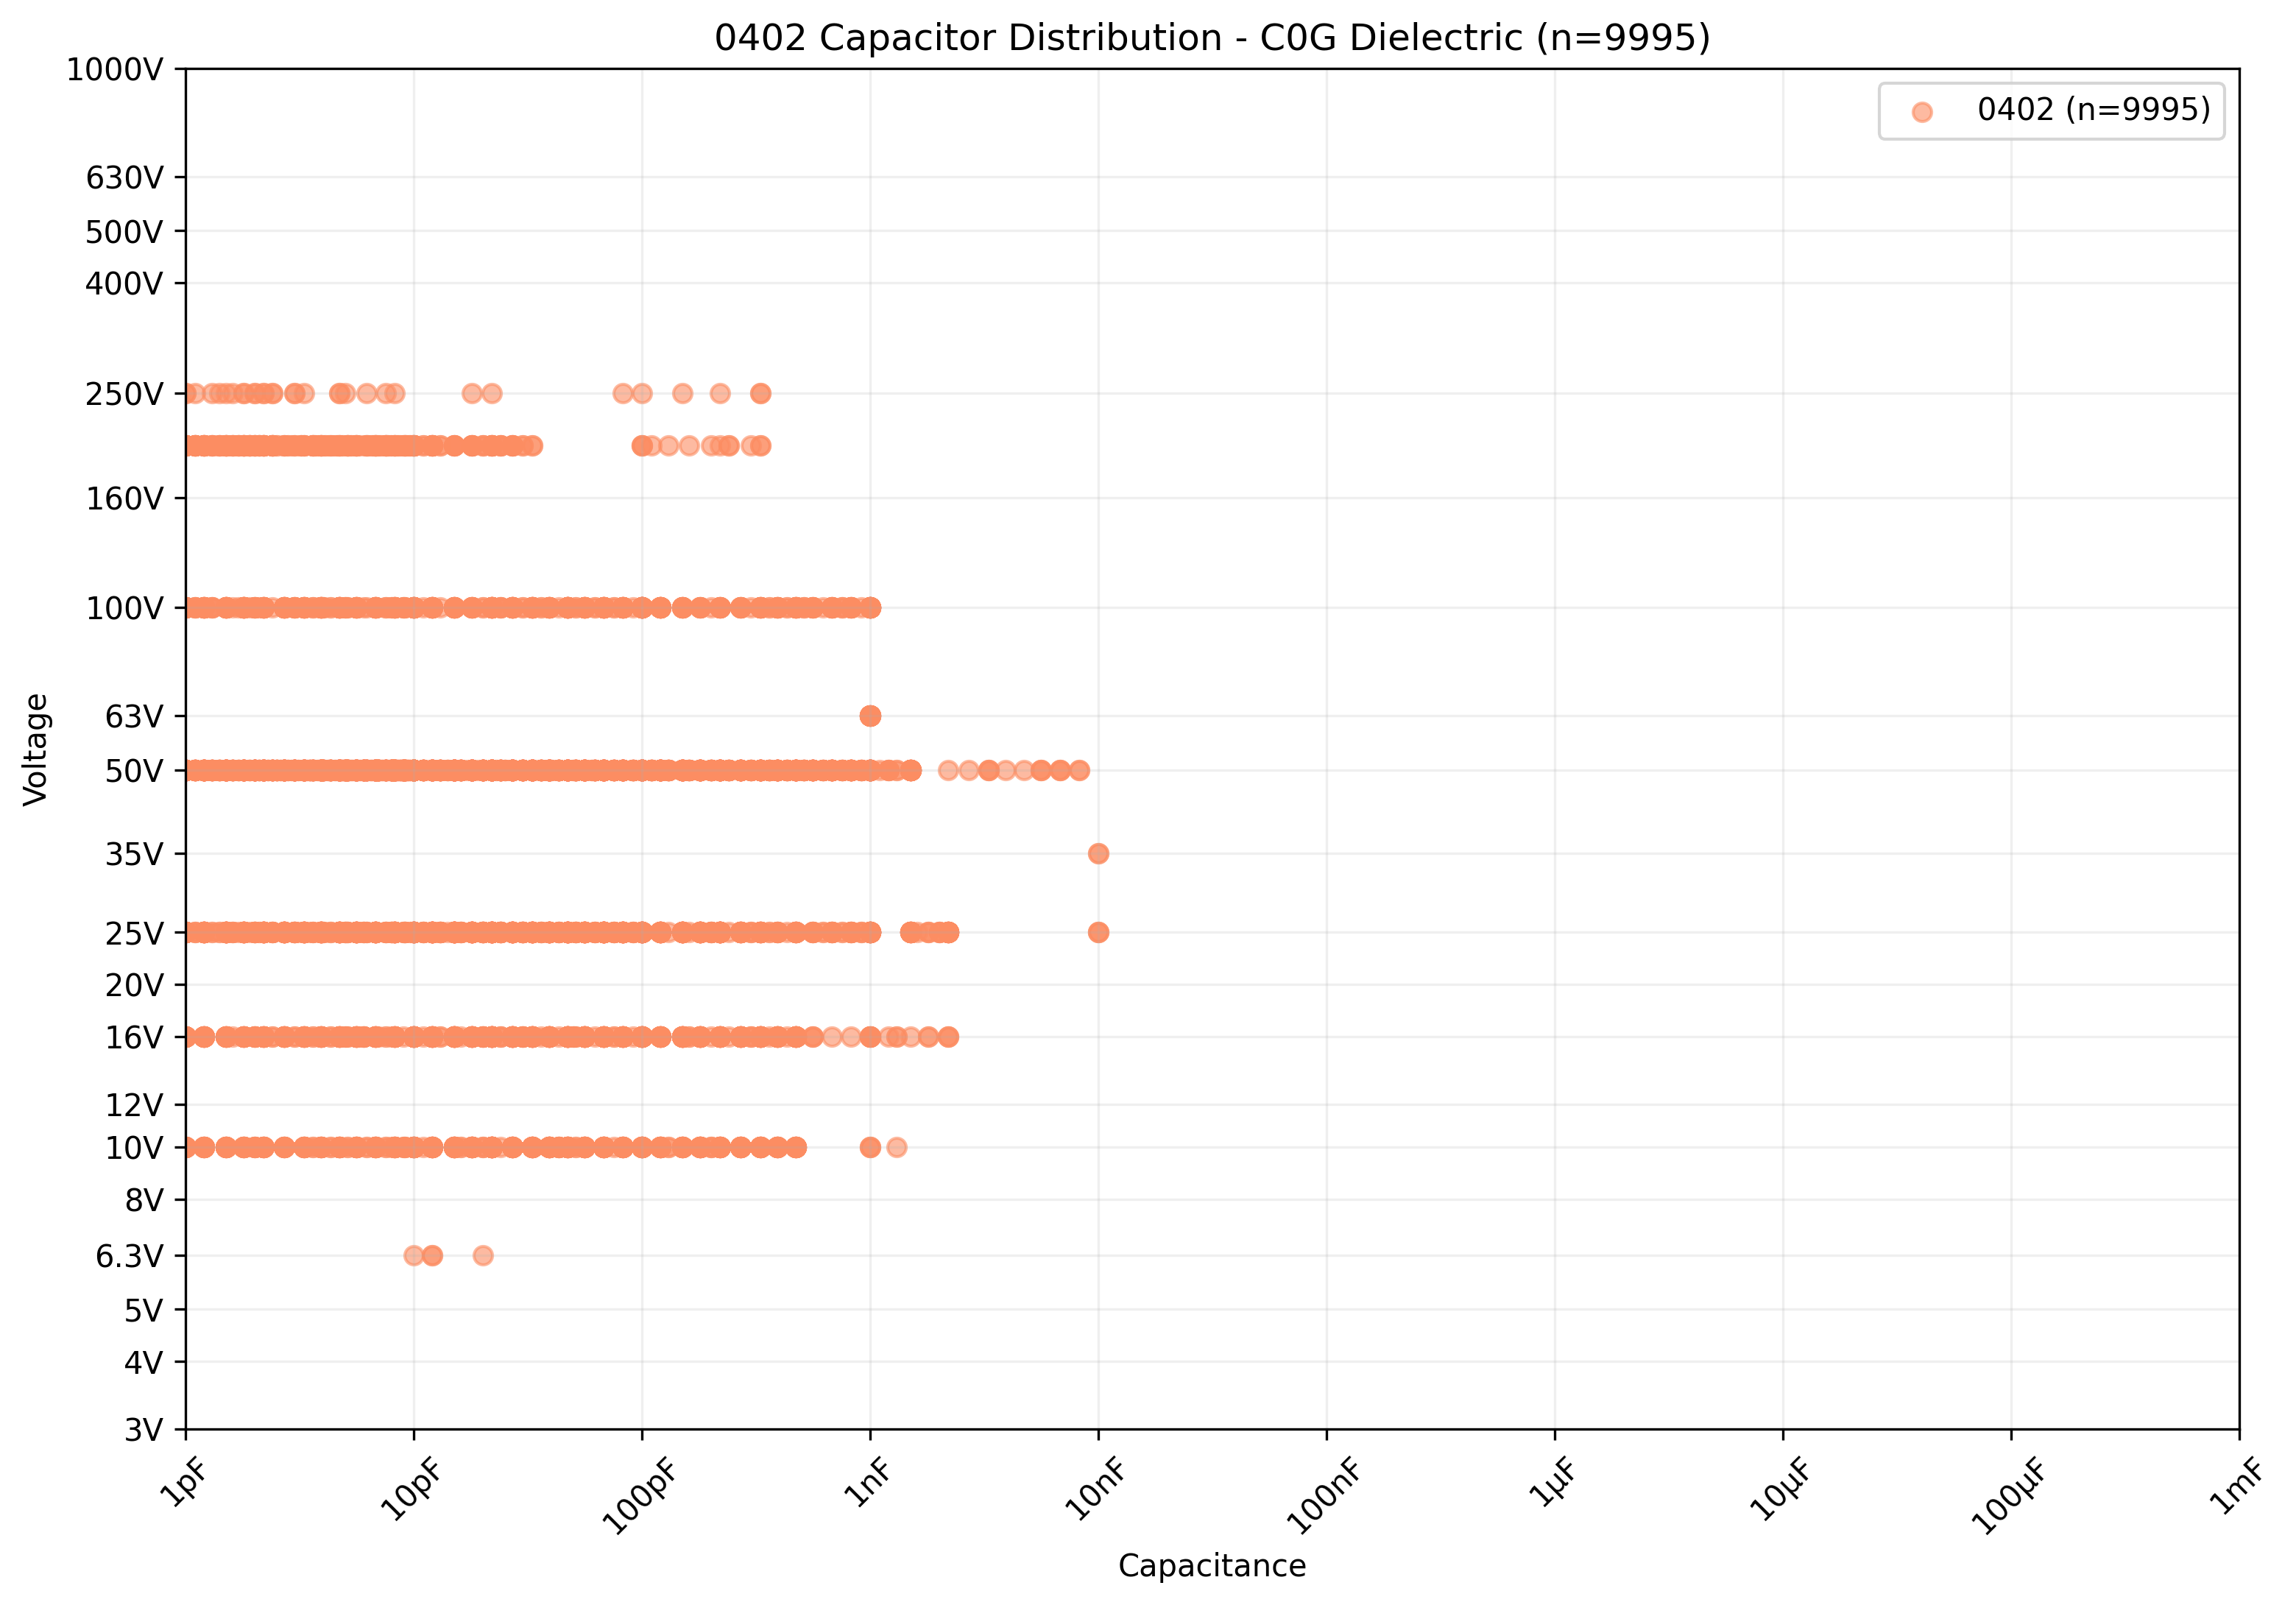 0402 Capacitor Distribution - C0G Dielectric (n=9995)
0402 (n=9995)
Voltage
1000V
630V
500V
400V
250V
160V
100V
63V
50V
35V
25V
20V
16V
12V
10V
8V
6.3V
5V
4V
3V
1pF
10pF
100pF
1nF
10nF
100nF
1μF
10μF
100μF
1mF
Capacitance